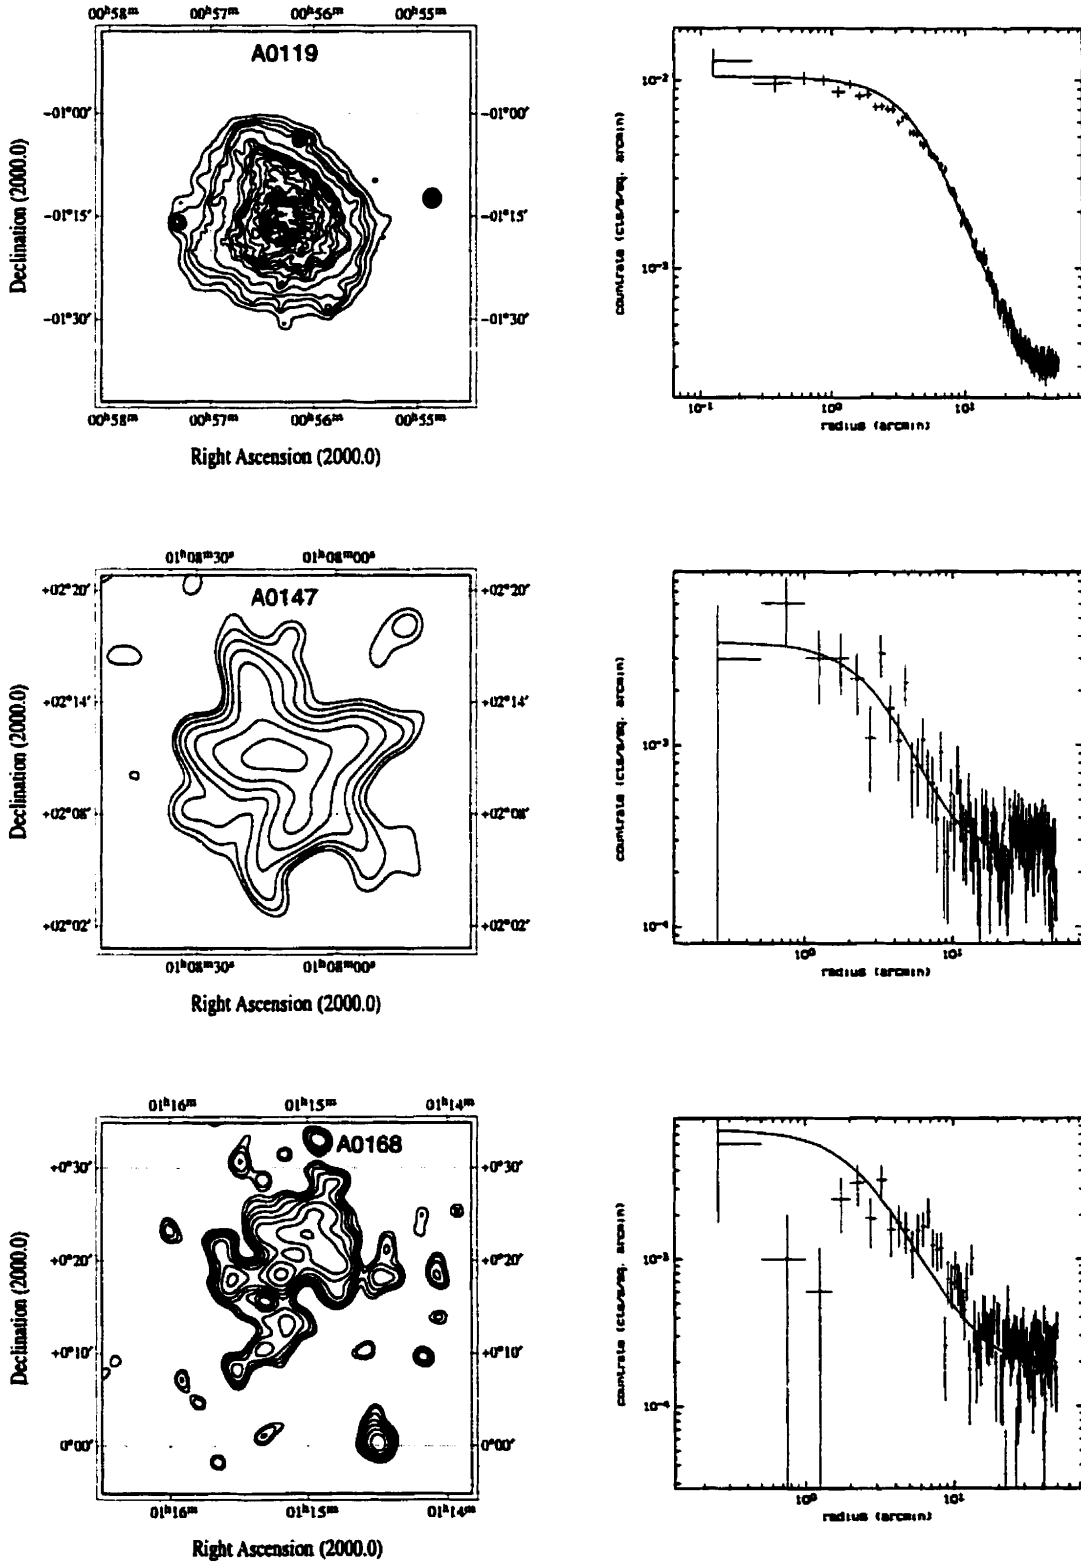 00ʰ58ᵐ 00ʰ57ᵐ 00ʰ56ᵐ 00ʰ55ᵐ
A0119
−01°00′ −01°00′
−01°15′ −01°15′
−01°30′ −01°30′
Declination (2000.0)
00ʰ58ᵐ 00ʰ57ᵐ 00ʰ56ᵐ 00ʰ55ᵐ
Right Ascension (2000.0)
countrate (cts/s/sq. arcmin)
10⁻²
10⁻³
10⁻¹ 10⁰ 10¹
radius (arcmin)
01ʰ08ᵐ30ˢ 01ʰ08ᵐ00ˢ
A0147
+02°20′ +02°20′
+02°14′ +02°14′
+02°08′ +02°08′
+02°02′ +02°02′
Declination (2000.0)
01ʰ08ᵐ30ˢ 01ʰ08ᵐ00ˢ
Right Ascension (2000.0)
countrate (cts/s/sq. arcmin)
10⁻³
10⁻⁴
10⁰ 10¹
radius (arcmin)
01ʰ16ᵐ 01ʰ15ᵐ 01ʰ14ᵐ
A0168
+0°30′ +0°30′
+0°20′ +0°20′
+0°10′ +0°10′
0°00′ 0°00′
Declination (2000.0)
01ʰ16ᵐ 01ʰ15ᵐ 01ʰ14ᵐ
Right Ascension (2000.0)
countrate (cts/s/sq. arcmin)
10⁻³
10⁻⁴
10⁰ 10¹
radius (arcmin)